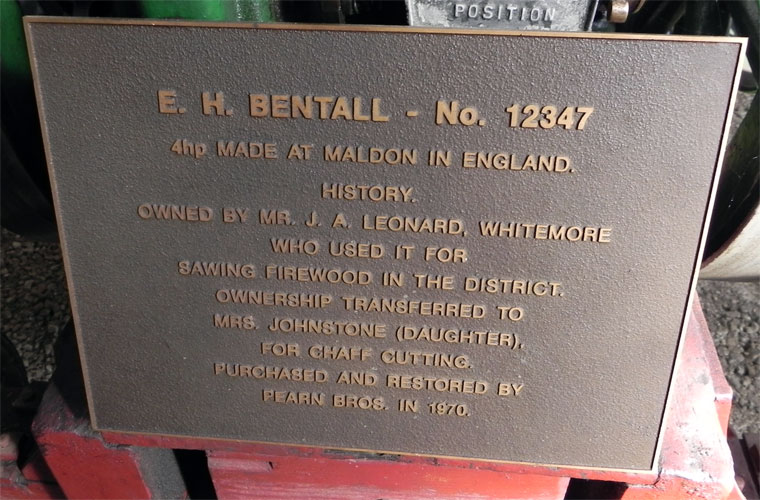 POSITION
E. H. BENTALL - No. 12347
4hp MADE AT MALDON IN ENGLAND.
HISTORY.
OWNED BY MR. J. A. LEONARD, WHITEMORE
WHO USED IT FOR
SAWING FIREWOOD IN THE DISTRICT.
OWNERSHIP TRANSFERRED TO
MRS. JOHNSTONE (DAUGHTER),
FOR CHAFF CUTTING.
PURCHASED AND RESTORED BY
PEARN BROS. IN 1970.